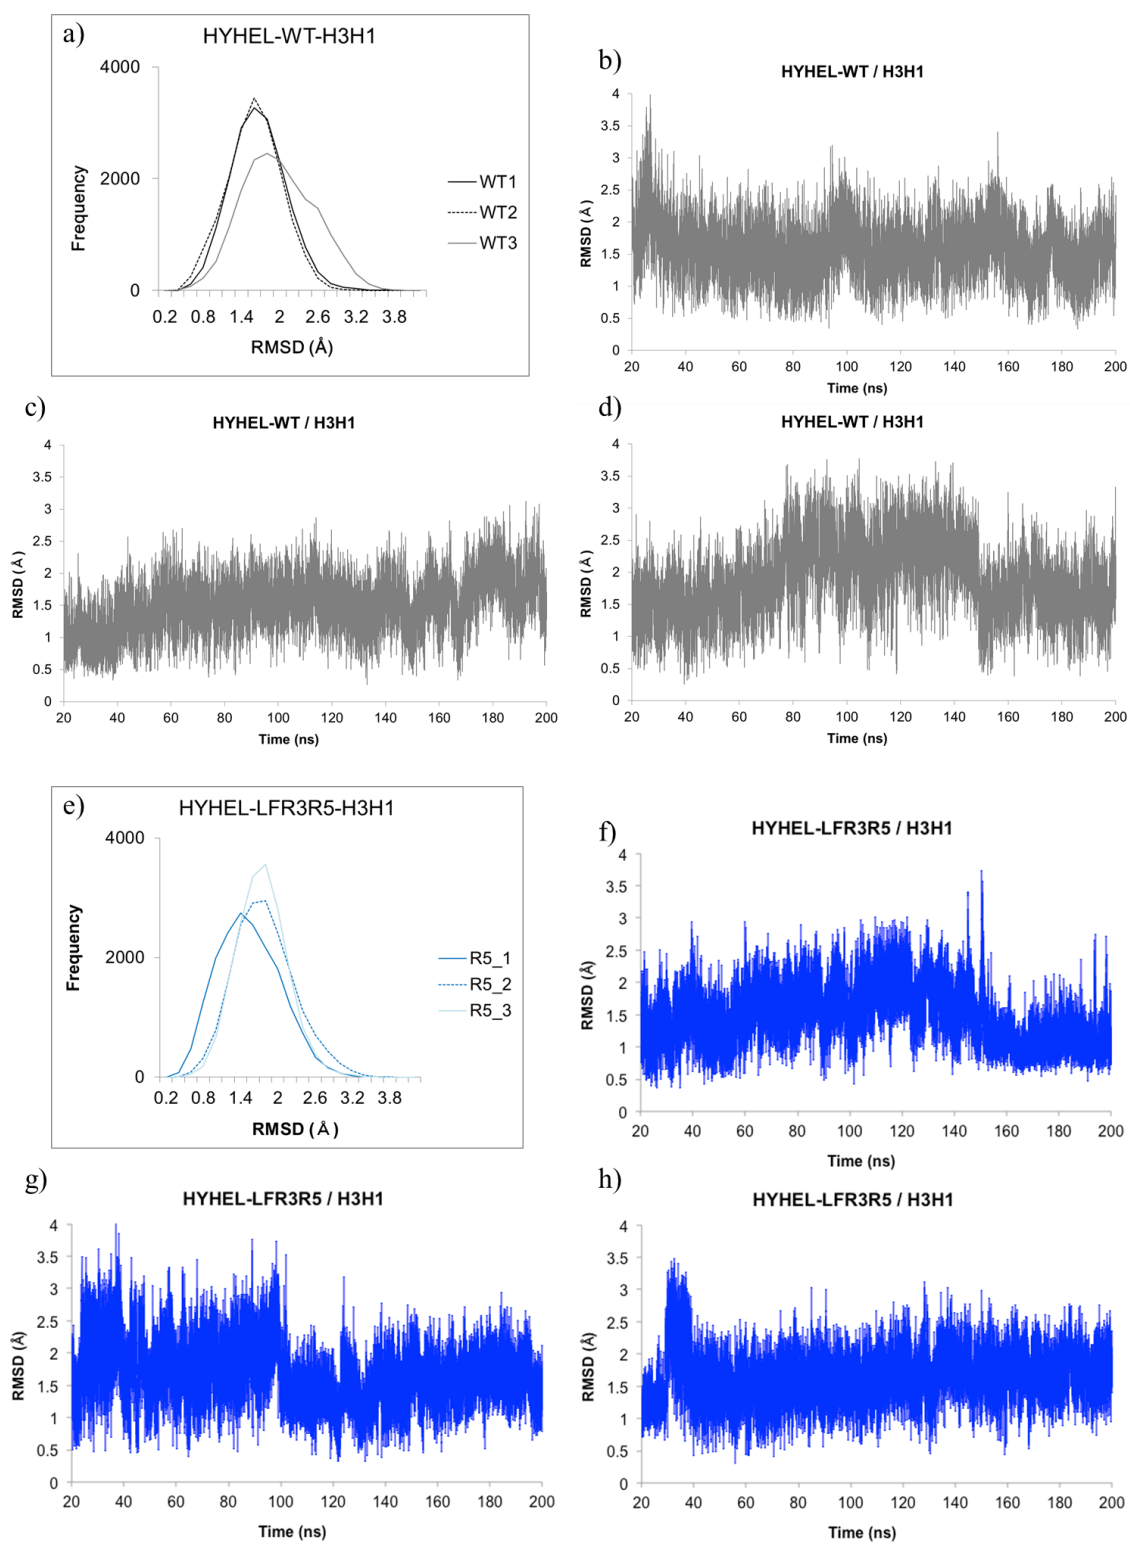 a)
HYHEL-WT-H3H1
4000
2000
0
Frequency
0.2 0.8 1.4 2 2.6 3.2 3.8
RMSD (Å)
WT1
WT2
WT3
b)
HYHEL-WT / H3H1
4
3.5
3
2.5
2
1.5
1
0.5
0
RMSD (Å)
20 40 60 80 100 120 140 160 180 200
Time (ns)
c)
HYHEL-WT / H3H1
4
3.5
3
2.5
2
1.5
1
0.5
0
RMSD (Å)
20 40 60 80 100 120 140 160 180 200
Time (ns)
d)
HYHEL-WT / H3H1
4
3.5
3
2.5
2
1.5
1
0.5
0
RMSD (Å)
20 40 60 80 100 120 140 160 180 200
Time (ns)
e)
HYHEL-LFR3R5-H3H1
4000
2000
0
Frequency
0.2 0.8 1.4 2 2.6 3.2 3.8
RMSD (Å)
R5_1
R5_2
R5_3
f)
HYHEL-LFR3R5 / H3H1
4
3.5
3
2.5
2
1.5
1
0.5
0
RMSD (Å)
20 40 60 80 100 120 140 160 180 200
Time (ns)
g)
HYHEL-LFR3R5 / H3H1
4
3.5
3
2.5
2
1.5
1
0.5
0
RMSD (Å)
20 40 60 80 100 120 140 160 180 200
Time (ns)
h)
HYHEL-LFR3R5 / H3H1
4
3.5
3
2.5
2
1.5
1
0.5
0
RMSD (Å)
20 40 60 80 100 120 140 160 180 200
Time (ns)